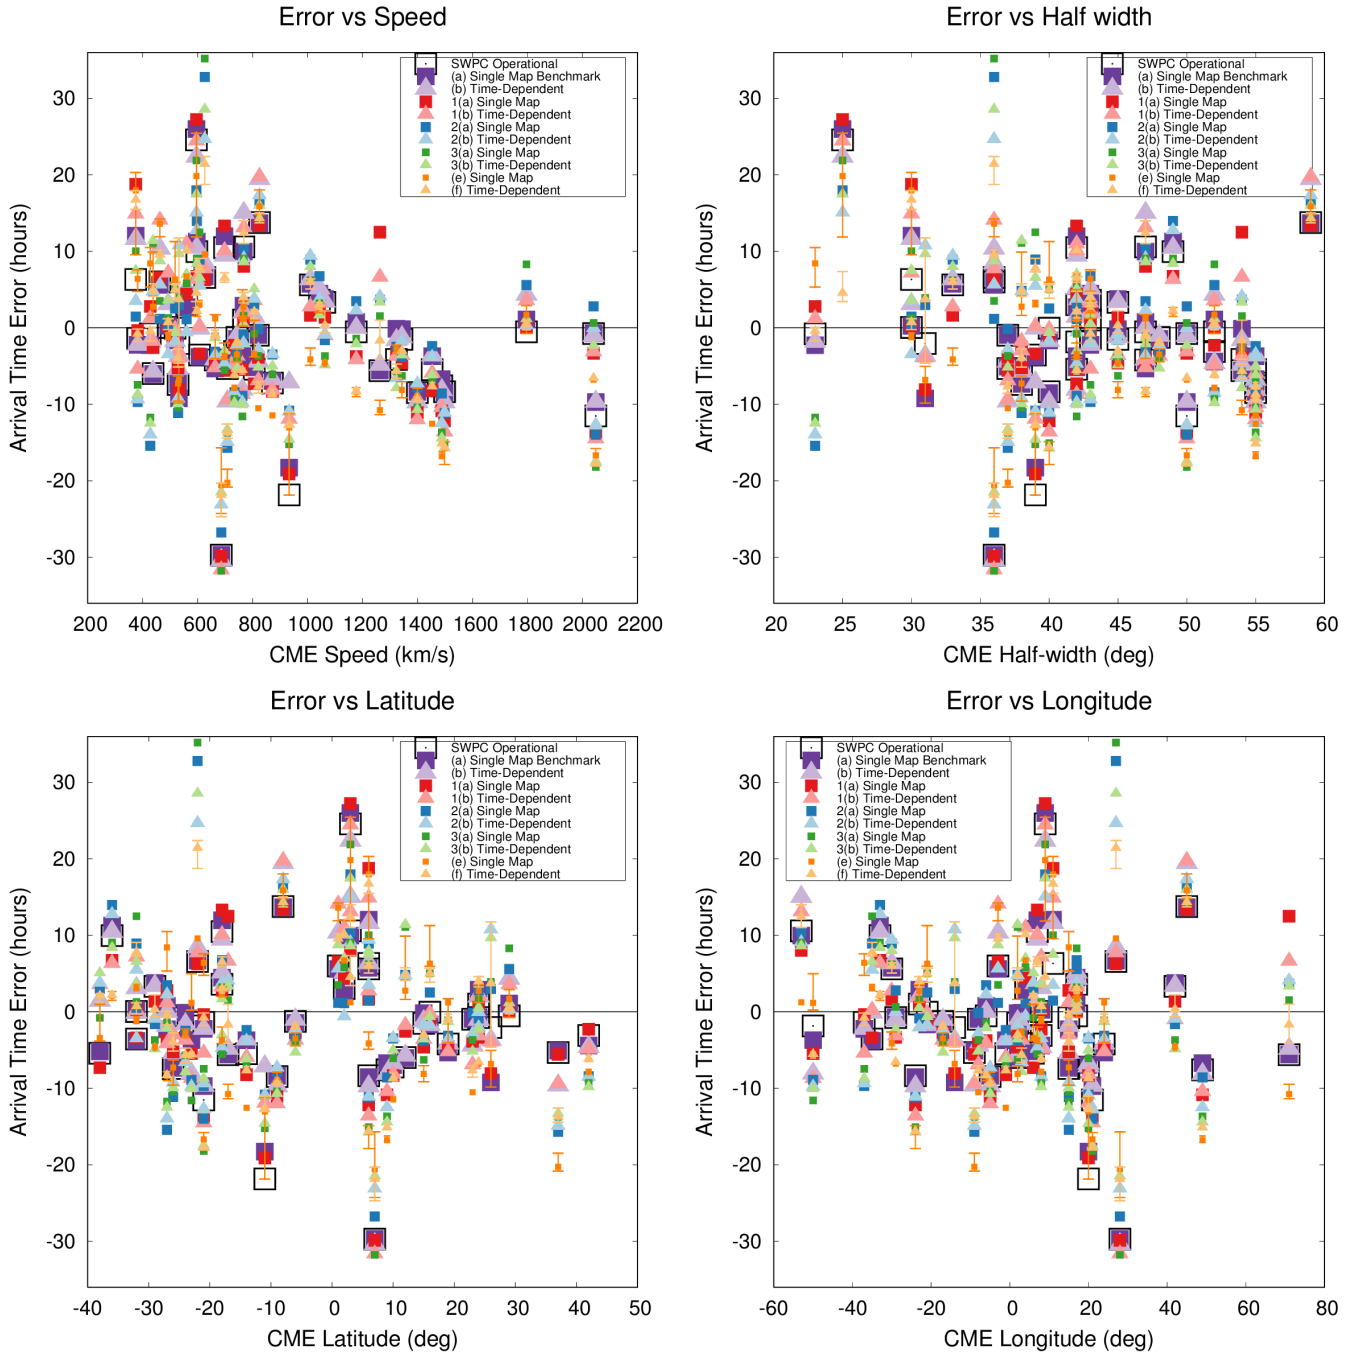 Error vs Speed
Arrival Time Error (hours)
30
20
10
0
-10
-20
-30
SWPC Operational
(a) Single Map Benchmark
(b) Time-Dependent
1(a) Single Map
1(b) Time-Dependent
2(a) Single Map
2(b) Time-Dependent
3(a) Single Map
3(b) Time-Dependent
(e) Single Map
(f) Time-Dependent
200 400 600 800 1000 1200 1400 1600 1800 2000 2200
CME Speed (km/s)
Error vs Half width
Arrival Time Error (hours)
30
20
10
0
-10
-20
-30
SWPC Operational
(a) Single Map Benchmark
(b) Time-Dependent
1(a) Single Map
1(b) Time-Dependent
2(a) Single Map
2(b) Time-Dependent
3(a) Single Map
3(b) Time-Dependent
(e) Single Map
(f) Time-Dependent
20 25 30 35 40 45 50 55 60
CME Half-width (deg)
Error vs Latitude
Arrival Time Error (hours)
30
20
10
0
-10
-20
-30
SWPC Operational
(a) Single Map Benchmark
(b) Time-Dependent
1(a) Single Map
1(b) Time-Dependent
2(a) Single Map
2(b) Time-Dependent
3(a) Single Map
3(b) Time-Dependent
(e) Single Map
(f) Time-Dependent
-40 -30 -20 -10 0 10 20 30 40 50
CME Latitude (deg)
Error vs Longitude
Arrival Time Error (hours)
30
20
10
0
-10
-20
-30
SWPC Operational
(a) Single Map Benchmark
(b) Time-Dependent
1(a) Single Map
1(b) Time-Dependent
2(a) Single Map
2(b) Time-Dependent
3(a) Single Map
3(b) Time-Dependent
(e) Single Map
(f) Time-Dependent
-60 -40 -20 0 20 40 60 80
CME Longitude (deg)